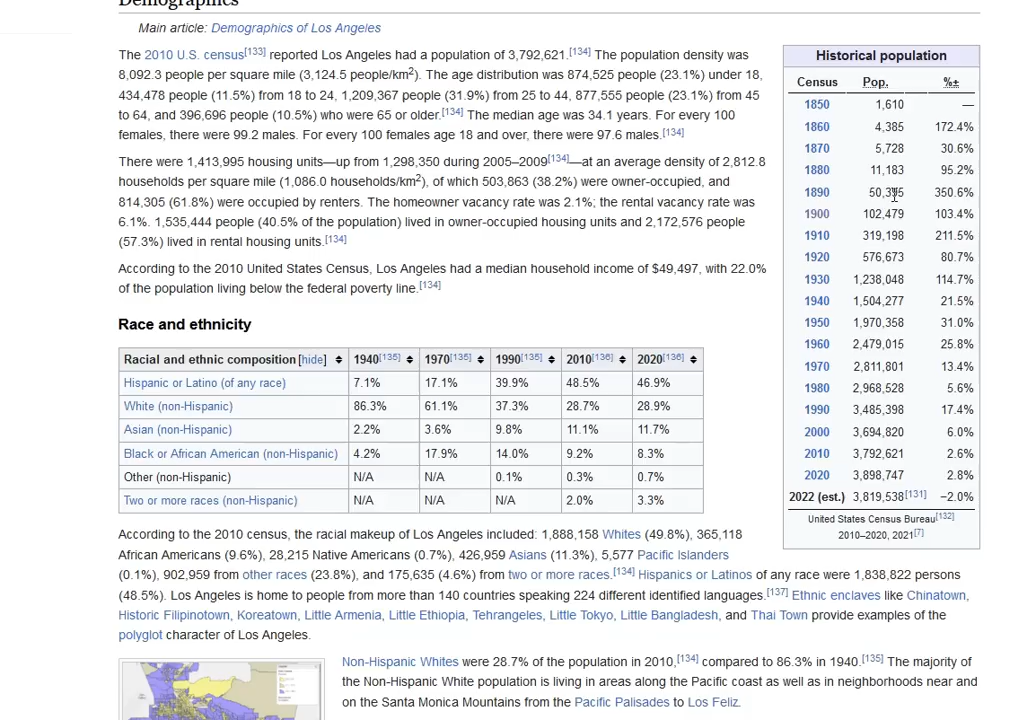 Demographics
Main article: Demographics of Los Angeles
The 2010 U.S. census[133] reported Los Angeles had a population of 3,792,621.[134] The population density was
8,092.3 people per square mile (3,124.5 people/km2). The age distribution was 874,525 people (23.1%) under 18,
434,478 people (11.5%) from 18 to 24, 1,209,367 people (31.9%) from 25 to 44, 877,555 people (23.1%) from 45
to 64, and 396,696 people (10.5%) who were 65 or older.[134] The median age was 34.1 years. For every 100
females, there were 99.2 males. For every 100 females age 18 and over, there were 97.6 males.[134]
There were 1,413,995 housing units—up from 1,298,350 during 2005–2009[134]—at an average density of 2,812.8
households per square mile (1,086.0 households/km2), of which 503,863 (38.2%) were owner-occupied, and
814,305 (61.8%) were occupied by renters. The homeowner vacancy rate was 2.1%; the rental vacancy rate was
6.1%. 1,535,444 people (40.5% of the population) lived in owner-occupied housing units and 2,172,576 people
(57.3%) lived in rental housing units.[134]
According to the 2010 United States Census, Los Angeles had a median household income of $49,497, with 22.0%
of the population living below the federal poverty line.[134]
Historical population
Census Pop. %±
1850 1,610 —
1860 4,385 172.4%
1870 5,728 30.6%
1880 11,183 95.2%
1890 50,395 350.6%
1900 102,479 103.4%
1910 319,198 211.5%
1920 576,673 80.7%
1930 1,238,048 114.7%
1940 1,504,277 21.5%
1950 1,970,358 31.0%
1960 2,479,015 25.8%
1970 2,811,801 13.4%
1980 2,968,528 5.6%
1990 3,485,398 17.4%
2000 3,694,820 6.0%
2010 3,792,621 2.6%
2020 3,898,747 2.8%
2022 (est.) 3,819,538[131] −2.0%
United States Census Bureau[132]
2010–2020, 2021[7]
Race and ethnicity
Racial and ethnic composition [hide] 1940[135] 1970[135] 1990[135] 2010[136] 2020[136]
Hispanic or Latino (of any race) 7.1% 17.1% 39.9% 48.5% 46.9%
White (non-Hispanic) 86.3% 61.1% 37.3% 28.7% 28.9%
Asian (non-Hispanic) 2.2% 3.6% 9.8% 11.1% 11.7%
Black or African American (non-Hispanic) 4.2% 17.9% 14.0% 9.2% 8.3%
Other (non-Hispanic) N/A N/A 0.1% 0.3% 0.7%
Two or more races (non-Hispanic) N/A N/A N/A 2.0% 3.3%
According to the 2010 census, the racial makeup of Los Angeles included: 1,888,158 Whites (49.8%), 365,118
African Americans (9.6%), 28,215 Native Americans (0.7%), 426,959 Asians (11.3%), 5,577 Pacific Islanders
(0.1%), 902,959 from other races (23.8%), and 175,635 (4.6%) from two or more races.[134] Hispanics or Latinos of any race were 1,838,822 persons
(48.5%). Los Angeles is home to people from more than 140 countries speaking 224 different identified languages.[137] Ethnic enclaves like Chinatown,
Historic Filipinotown, Koreatown, Little Armenia, Little Ethiopia, Tehrangeles, Little Tokyo, Little Bangladesh, and Thai Town provide examples of the
polyglot character of Los Angeles.
Non-Hispanic Whites were 28.7% of the population in 2010,[134] compared to 86.3% in 1940.[135] The majority of
the Non-Hispanic White population is living in areas along the Pacific coast as well as in neighborhoods near and
on the Santa Monica Mountains from the Pacific Palisades to Los Feliz.